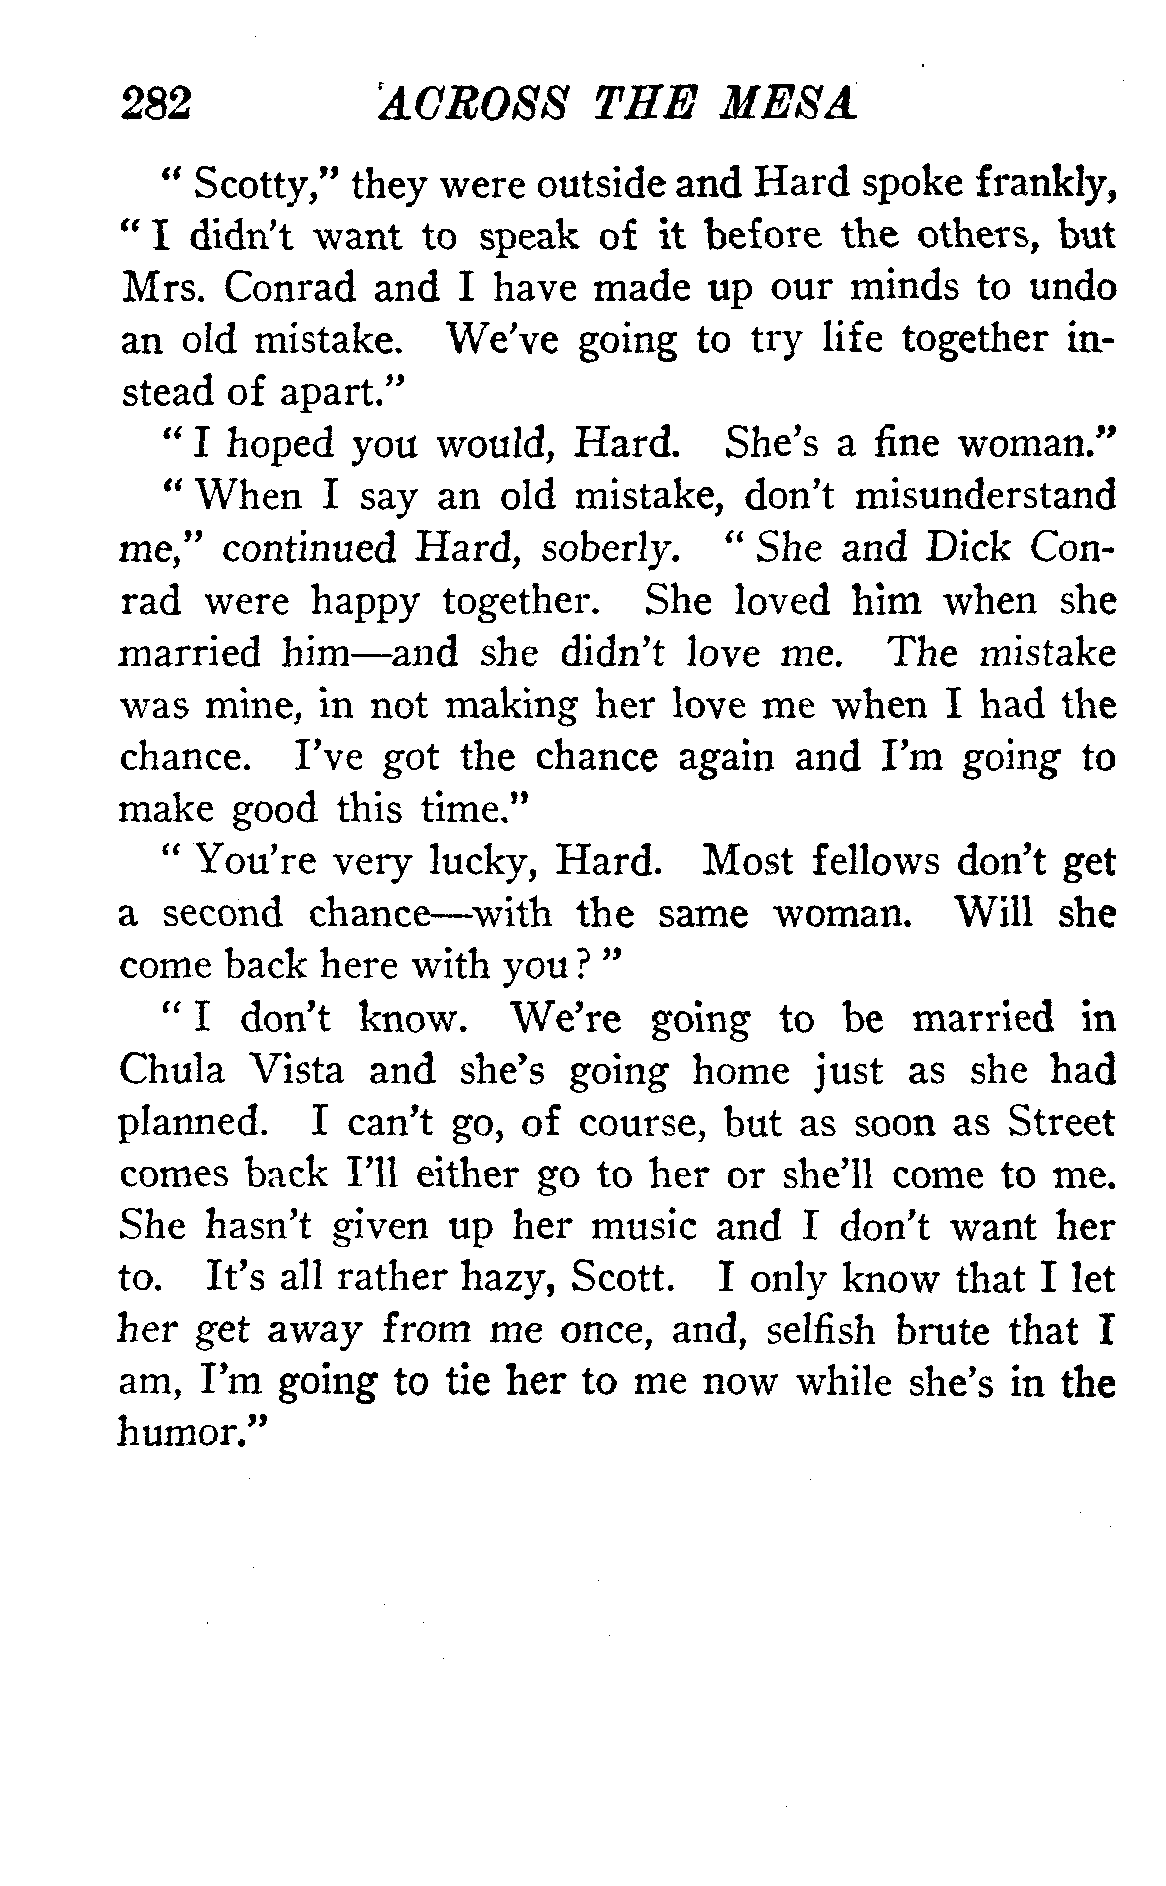 282 ACROSS THE MESA
" Scotty," they were outside and Hard spoke frankly,
" I didn't want to speak of it before the others, but
Mrs. Conrad and I have made up our minds to undo
an old mistake. We've going to try life together in-
stead of apart."
" I hoped you would, Hard. She's a fine woman."
" When I say an old mistake, don't misunderstand
me," continued Hard, soberly. " She and Dick Con-
rad were happy together. She loved him when she
married him—and she didn't love me. The mistake
was mine, in not making her love me when I had the
chance. I've got the chance again and I'm going to
make good this time."
" You're very lucky, Hard. Most fellows don't get
a second chance—with the same woman. Will she
come back here with you ? "
" I don't know. We're going to be married in
Chula Vista and she's going home just as she had
planned. I can't go, of course, but as soon as Street
comes back I'll either go to her or she'll come to me.
She hasn't given up her music and I don't want her
to. It's all rather hazy, Scott. I only know that I let
her get away from me once, and, selfish brute that I
am, I'm going to tie her to me now while she's in the
humor."